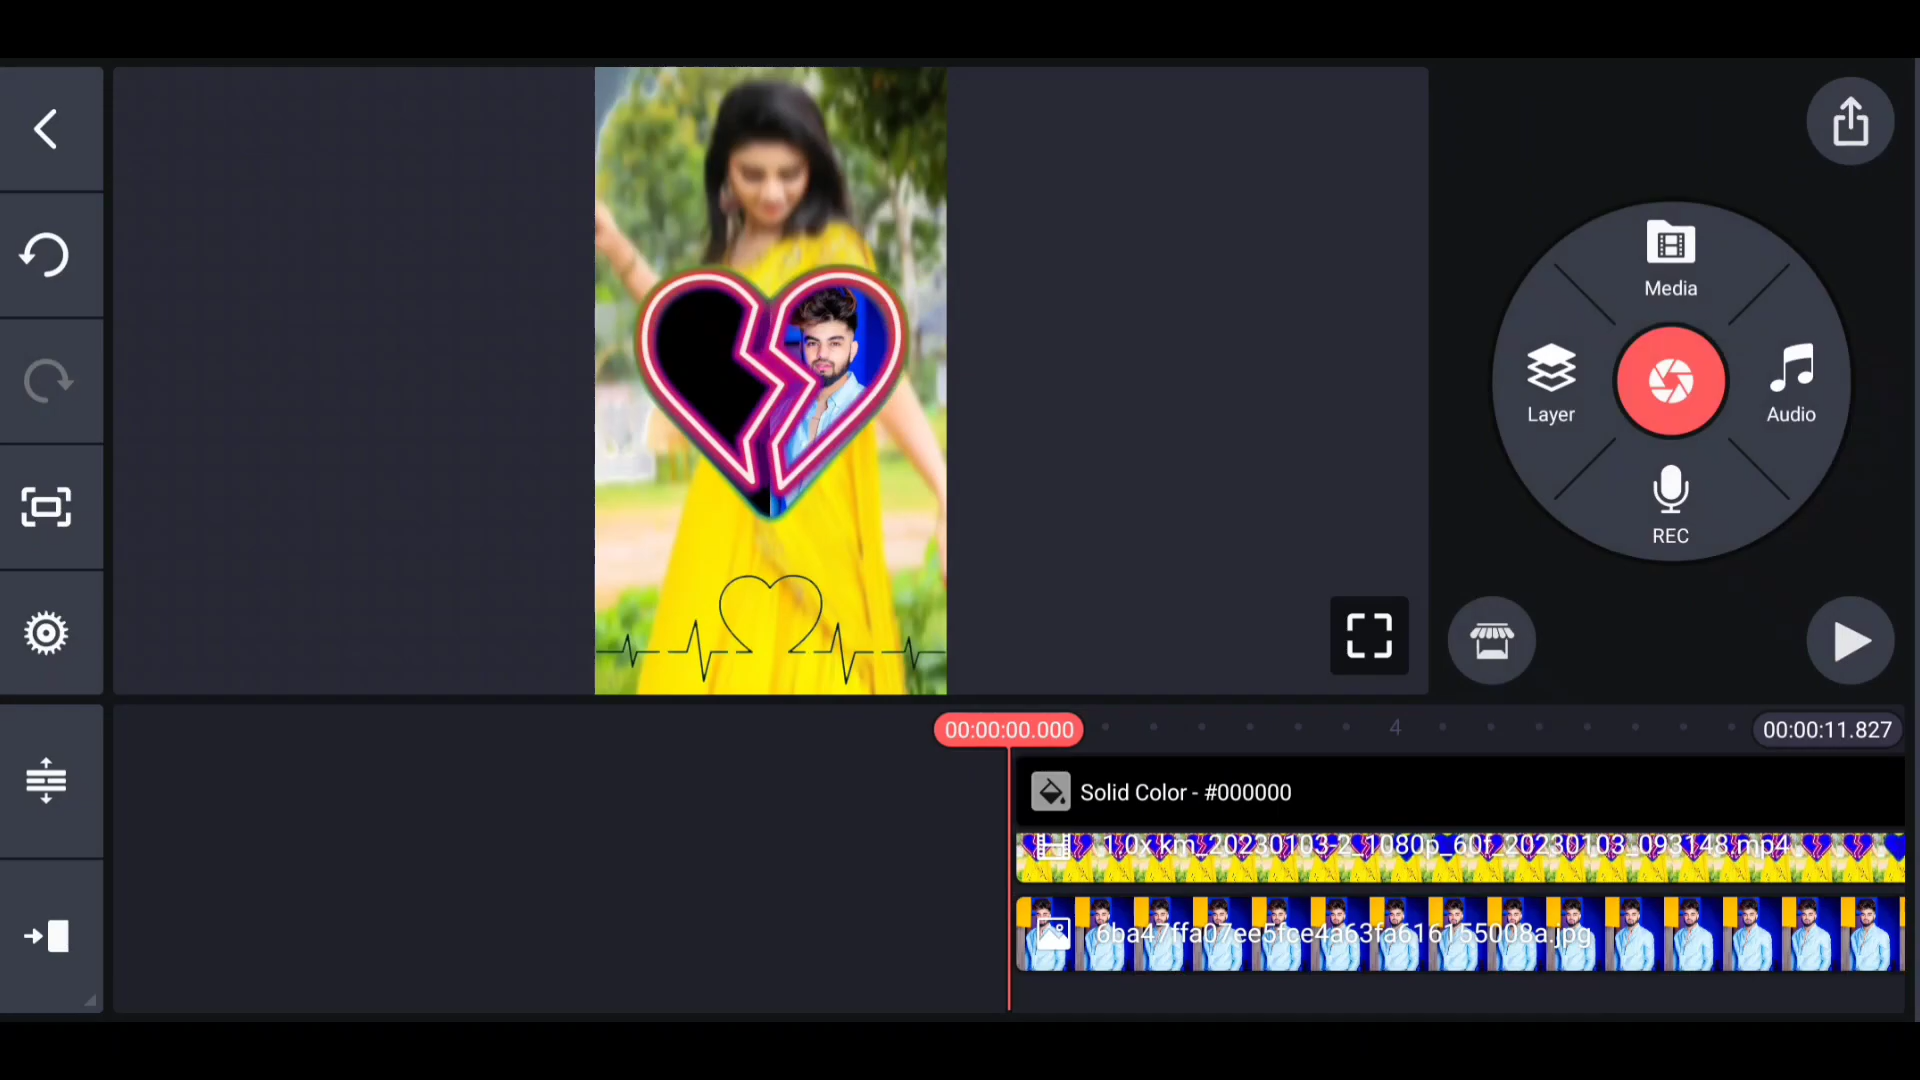 Media
Layer
Audio
REC
00:00:00.000
4
00:00:11.827
Solid Color - #000000
1.0x km_20230103-2_1080p_60f_20230103_093148.mp4
6ba47ffa07ee5fce4a63fa616155008a.jpg